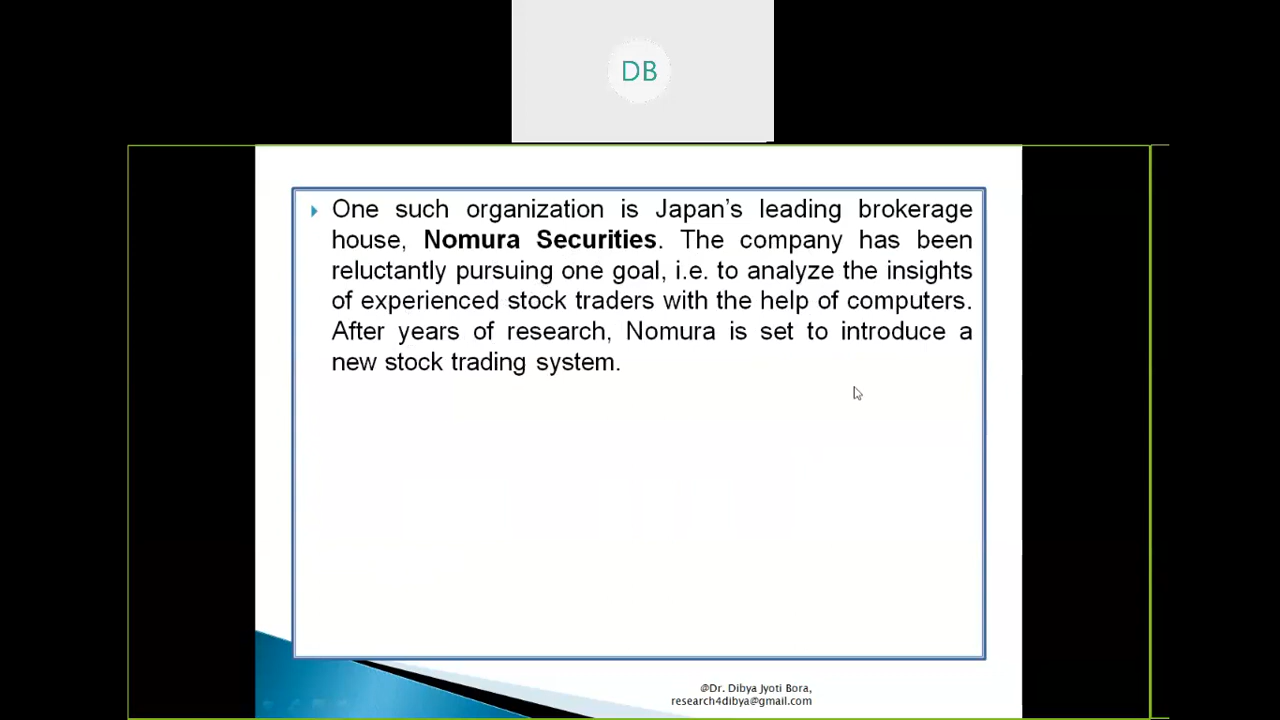 DB
One such organization is Japan’s leading brokerage
house, Nomura Securities. The company has been
reluctantly pursuing one goal, i.e. to analyze the insights
of experienced stock traders with the help of computers.
After years of research, Nomura is set to introduce a
new stock trading system.
@Dr. Dibya Jyoti Bora,
research4dibya@gmail.com